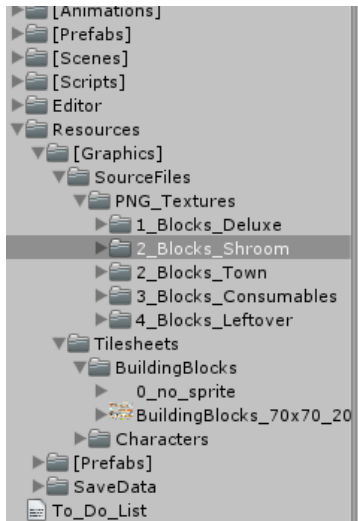 [Animations]
[Prefabs]
[Scenes]
[Scripts]
Editor
Resources
[Graphics]
SourceFiles
PNG_Textures
1_Blocks_Deluxe
2_Blocks_Shroom
2_Blocks_Town
3_Blocks_Consumables
4_Blocks_Leftover
Tilesheets
BuildingBlocks
0_no_sprite
BuildingBlocks_70x70_20
Characters
[Prefabs]
SaveData
To_Do_List